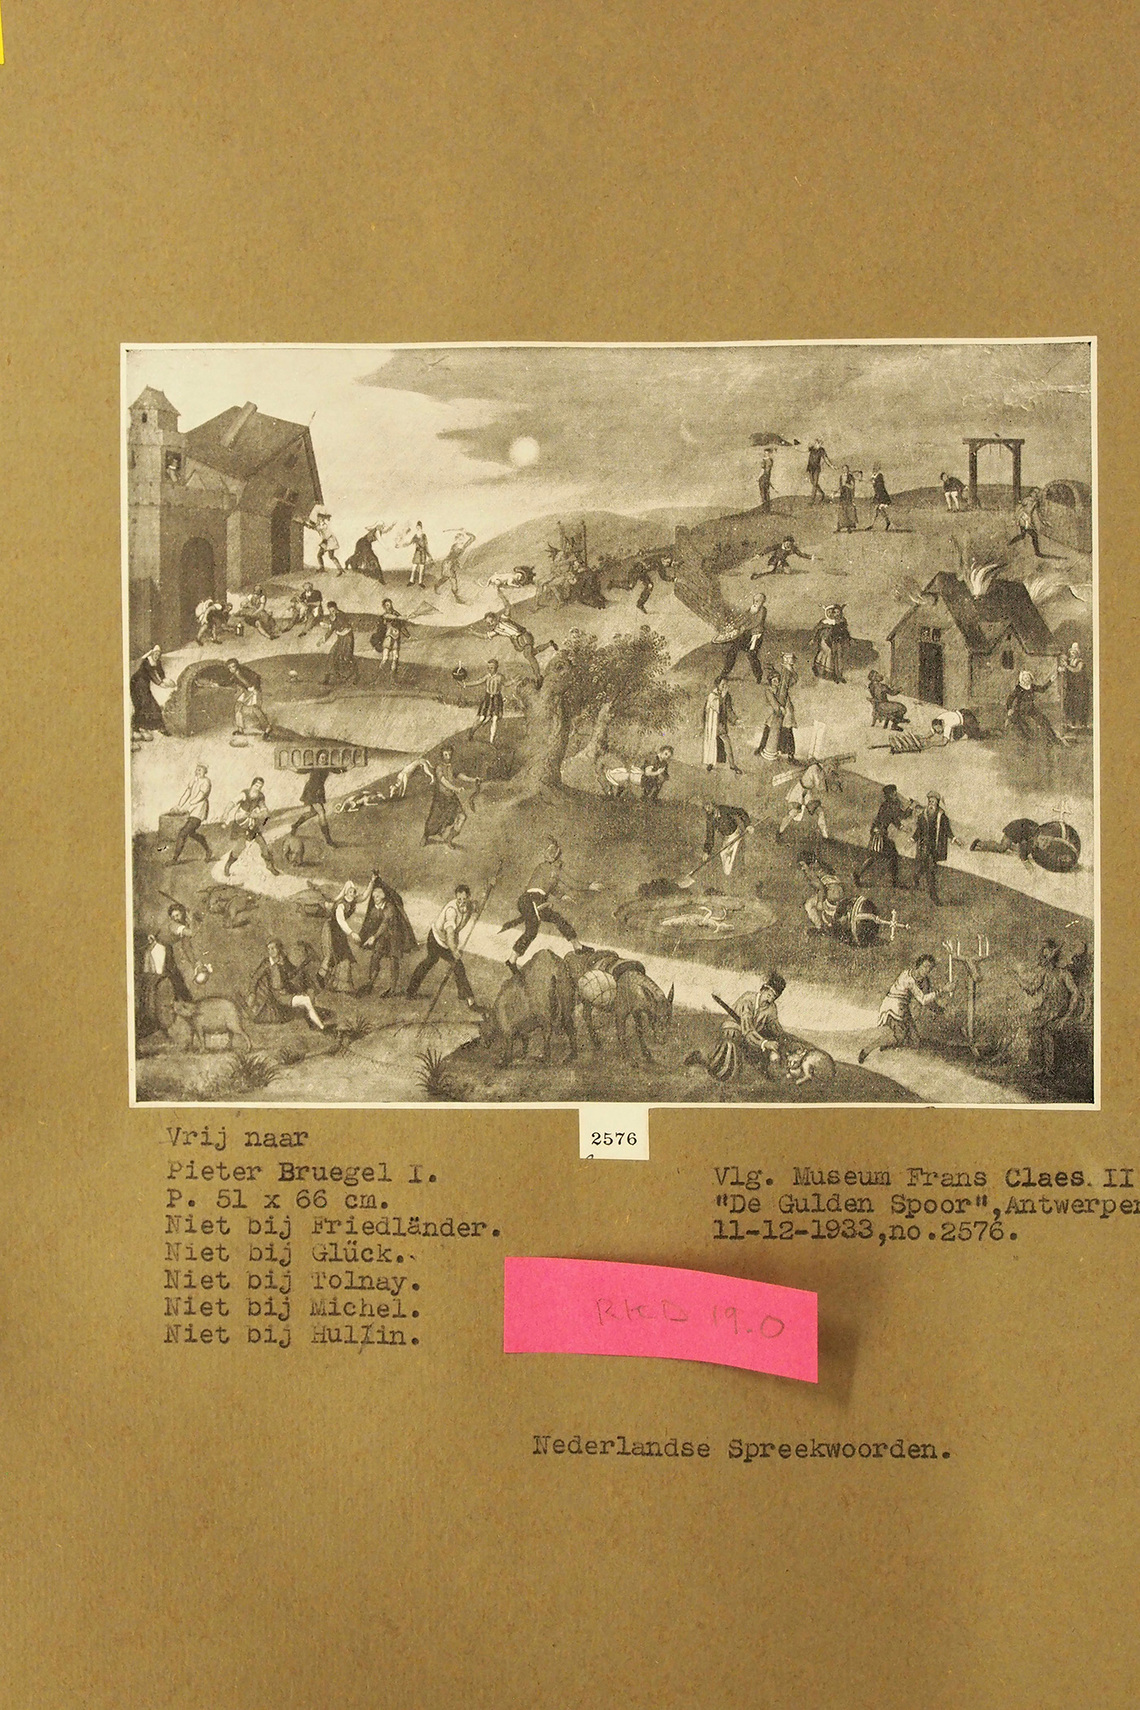 2576
Vrij naar
Pieter Bruegel I.
P. 51 x 66 cm.
Niet bij Friedländer.
Niet bij Glück.
Niet bij Tolnay.
Niet bij Michel.
Niet bij Hullin.
Vlg. Museum Frans Claes II
"De Gulden Spoor",Antwerpen
11-12-1933,no.2576.
RKD 19.0
Nederlandse Spreekwoorden.